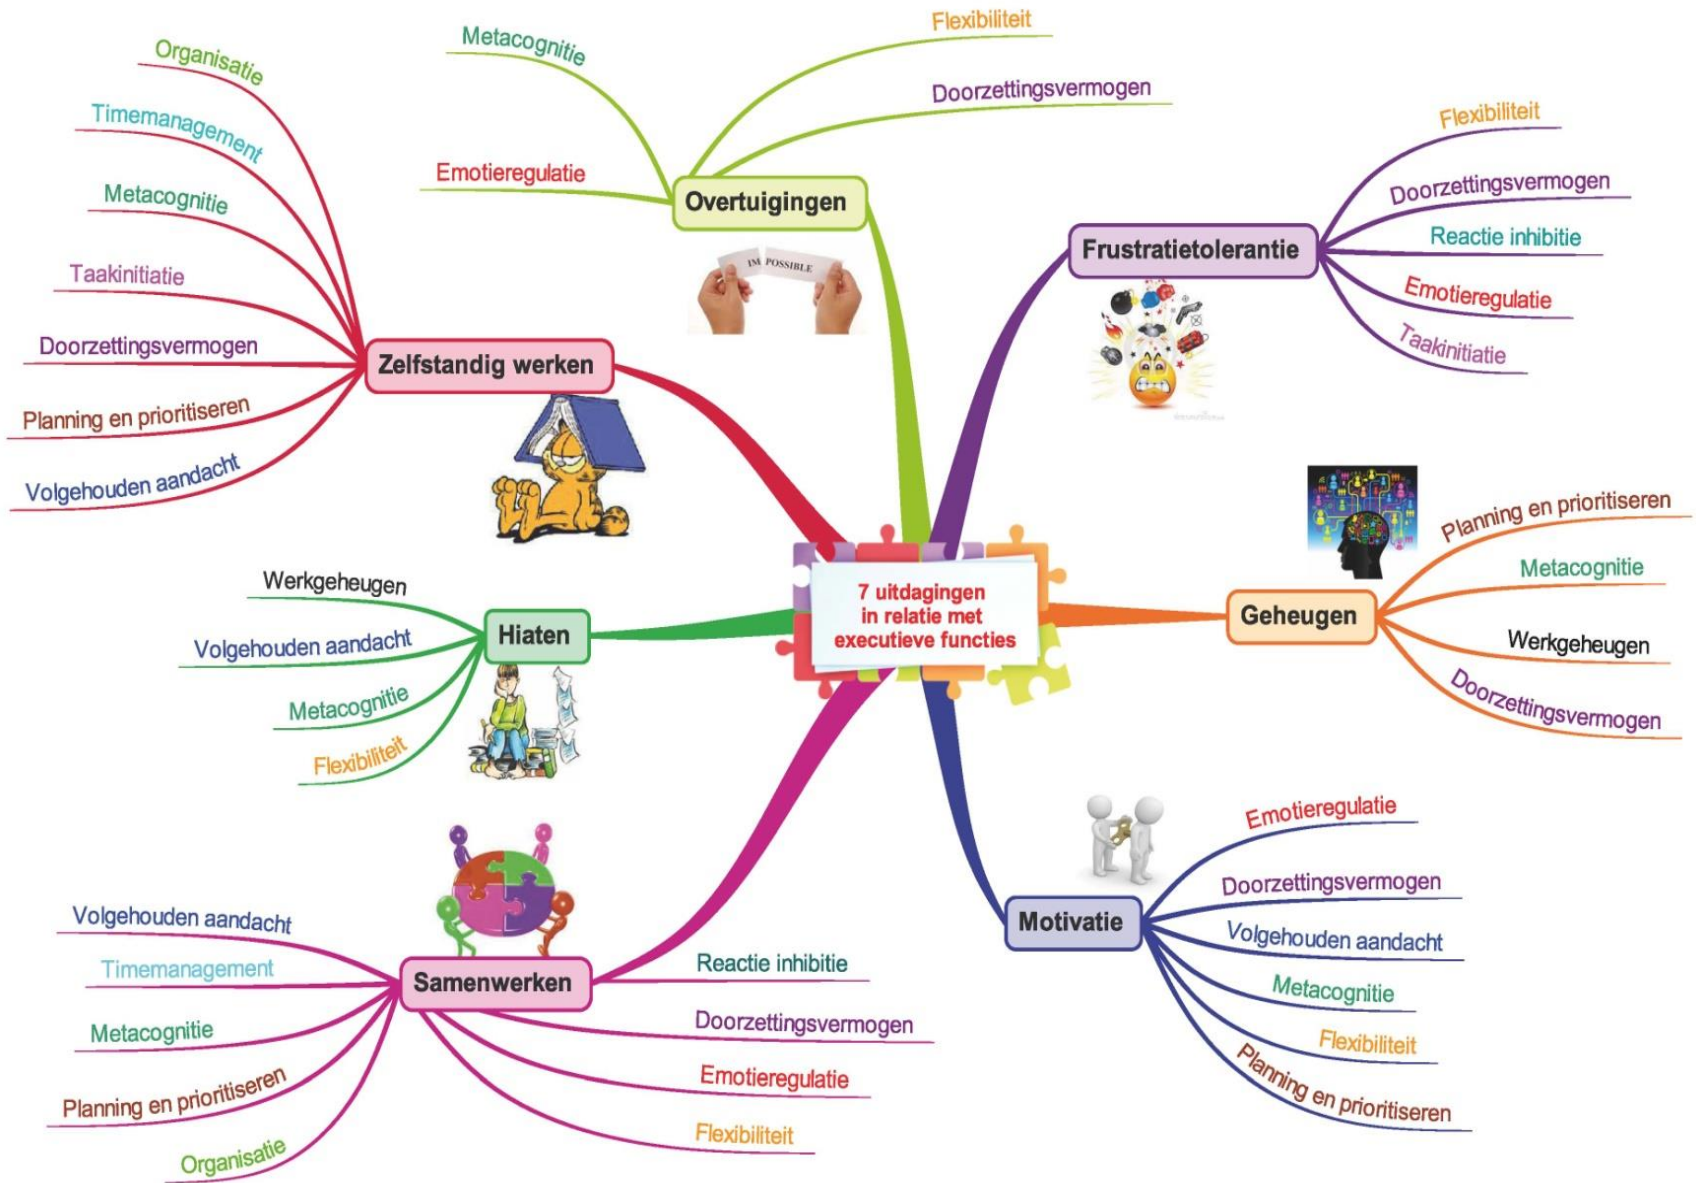 7 uitdagingen
in relatie met
executieve functies
Overtuigingen
Metacognitie
Emotieregulatie
Flexibiliteit
Doorzettingsvermogen
IMPOSSIBLE
Frustratietolerantie
Flexibiliteit
Doorzettingsvermogen
Reactie inhibitie
Emotieregulatie
Taakinitiatie
Geheugen
Planning en prioritiseren
Metacognitie
Werkgeheugen
Doorzettingsvermogen
Motivatie
Emotieregulatie
Doorzettingsvermogen
Volgehouden aandacht
Metacognitie
Flexibiliteit
Planning en prioritiseren
Samenwerken
Reactie inhibitie
Doorzettingsvermogen
Emotieregulatie
Flexibiliteit
Volgehouden aandacht
Timemanagement
Metacognitie
Planning en prioritiseren
Organisatie
Hiaten
Werkgeheugen
Volgehouden aandacht
Metacognitie
Flexibiliteit
Zelfstandig werken
Organisatie
Timemanagement
Metacognitie
Taakinitiatie
Doorzettingsvermogen
Planning en prioritiseren
Volgehouden aandacht